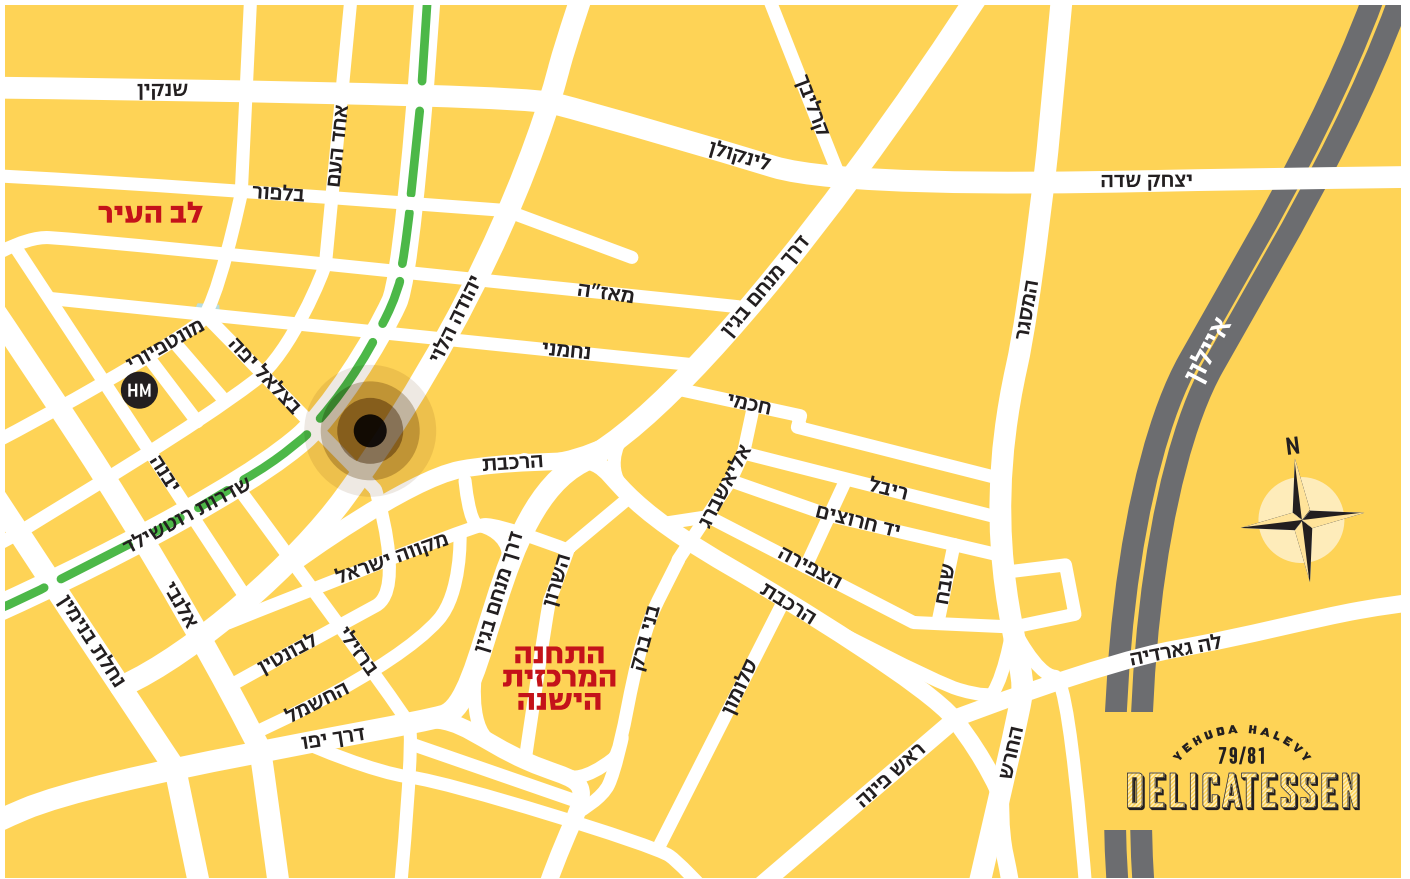 שנקין
אחד העם
קרליבך
לינקולן
יצחק שדה
בלפור
לב העיר
דרך מנחם בגין
יהודה הלוי
מאז"ה
המסגר
איילון
מונטפיורי
בצלאל יפה
נחמני
HM
חכמי
N
הרכבת
אליאשברג
ריבל
יבנה
שדרות רוטשילד
יד חרוצים
מקווה ישראל
דרך מנחם בגין
השרון
הצפירה
שבח
הרכבת
אלנבי
נחלת בנימין
לבונטין
ברזילי
בני ברק
התחנה
המרכזית
הישנה
סלומון
לה גארדיה
החשמל
דרך יפו
ראש פינה
החרש
YEHUDA HALEVY
79/81
DELICATESSEN